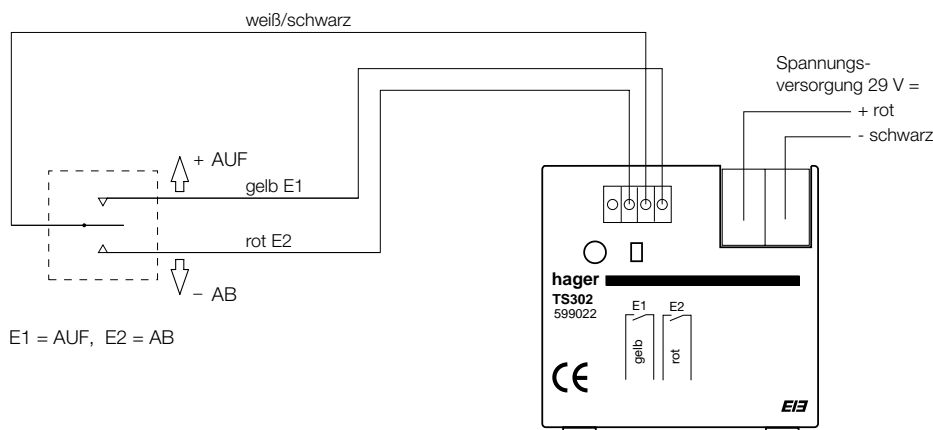 weiß/schwarz
Spannungs-
versorgung 29 V =
+ rot
- schwarz
+ AUF
gelb E1
rot E2
– AB
E1 = AUF, E2 = AB
hager
TS302
599022
E1 E2
gelb rot
CE
EIB